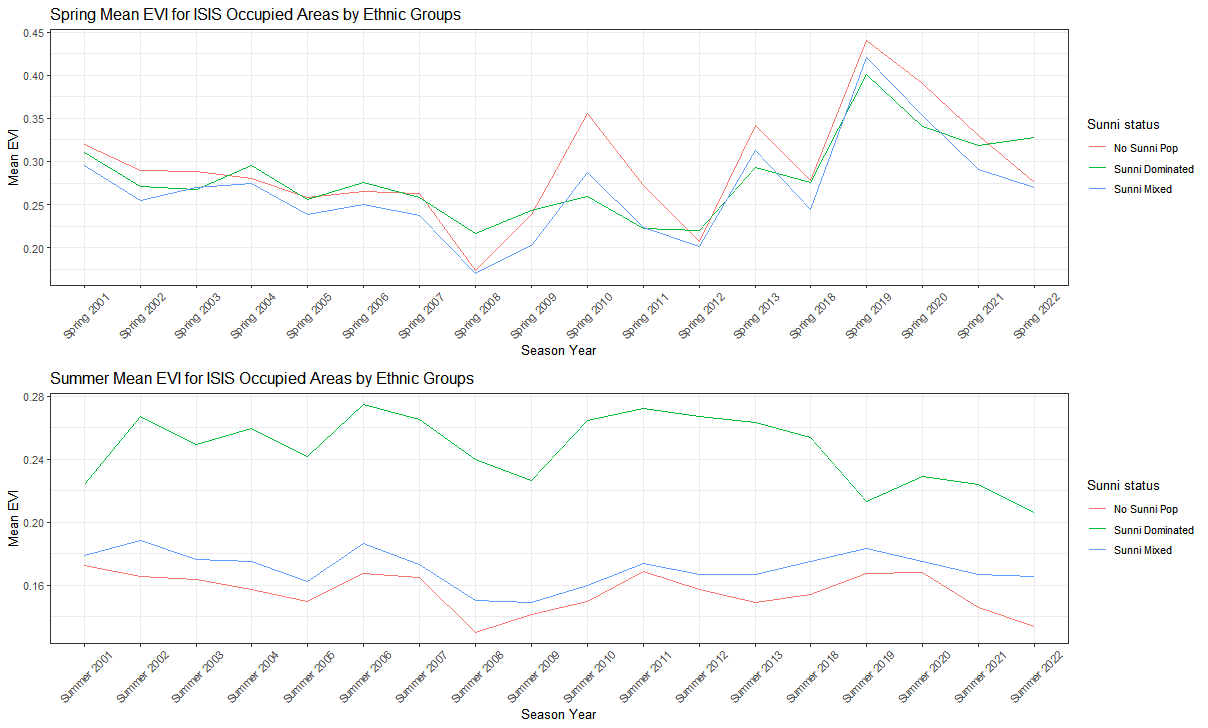 Spring Mean EVI for ISIS Occupied Areas by Ethnic Groups
0.45
0.40
0.35
0.30
0.25
0.20
Mean EVI
Spring 2001
Spring 2002
Spring 2003
Spring 2004
Spring 2005
Spring 2006
Spring 2007
Spring 2008
Spring 2009
Spring 2010
Spring 2011
Spring 2012
Spring 2013
Spring 2018
Spring 2019
Spring 2020
Spring 2021
Spring 2022
Season Year
Sunni status
No Sunni Pop
Sunni Dominated
Sunni Mixed
Summer Mean EVI for ISIS Occupied Areas by Ethnic Groups
0.28
0.24
0.20
0.16
Mean EVI
Summer 2001
Summer 2002
Summer 2003
Summer 2004
Summer 2005
Summer 2006
Summer 2007
Summer 2008
Summer 2009
Summer 2010
Summer 2011
Summer 2012
Summer 2013
Summer 2018
Summer 2019
Summer 2020
Summer 2021
Summer 2022
Season Year
Sunni status
No Sunni Pop
Sunni Dominated
Sunni Mixed